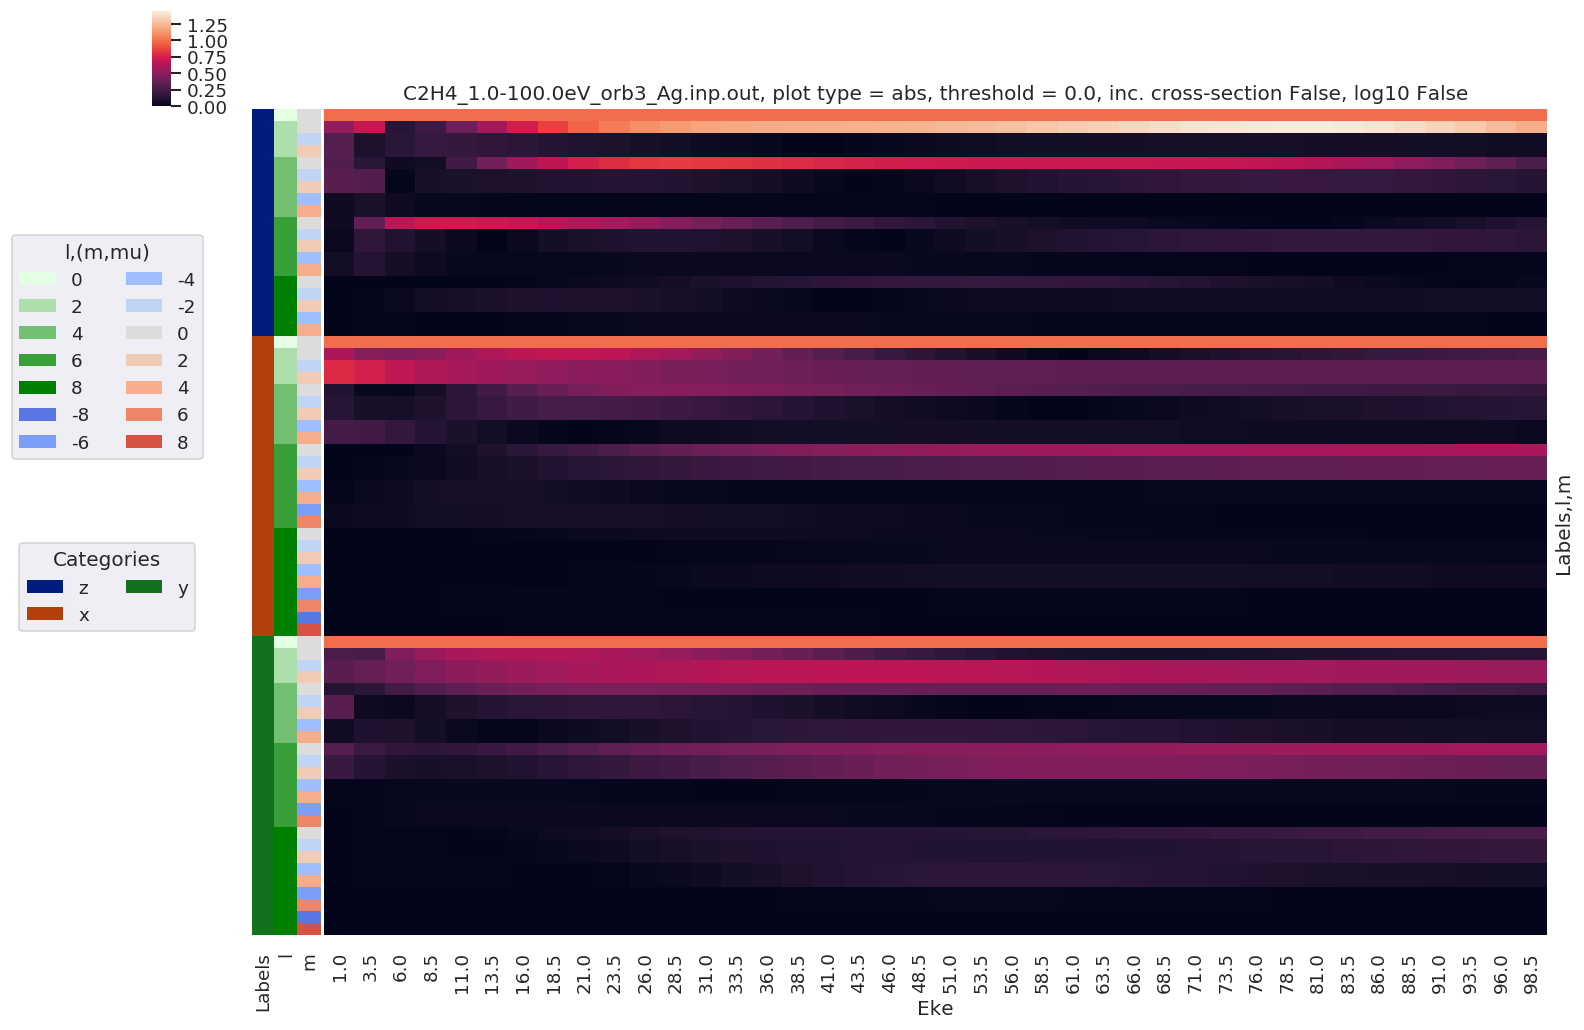 1.25
1.00
0.75
0.50
0.25
0.00
C2H4_1.0-100.0eV_orb3_Ag.inp.out, plot type = abs, threshold = 0.0, inc. cross-section False, log10 False
l,(m,mu)
0 -4
2 -2
4 0
6 2
8 4
-8 6
-6 8
Categories
z y
x
Labels,l,m
Labels l m 1.0 3.5 6.0 8.5 11.0 13.5 16.0 18.5 21.0 23.5 26.0 28.5 31.0 33.5 36.0 38.5 41.0 43.5 46.0 48.5 51.0 53.5 56.0 58.5 61.0 63.5 66.0 68.5 71.0 73.5 76.0 78.5 81.0 83.5 86.0 88.5 91.0 93.5 96.0 98.5
Eke